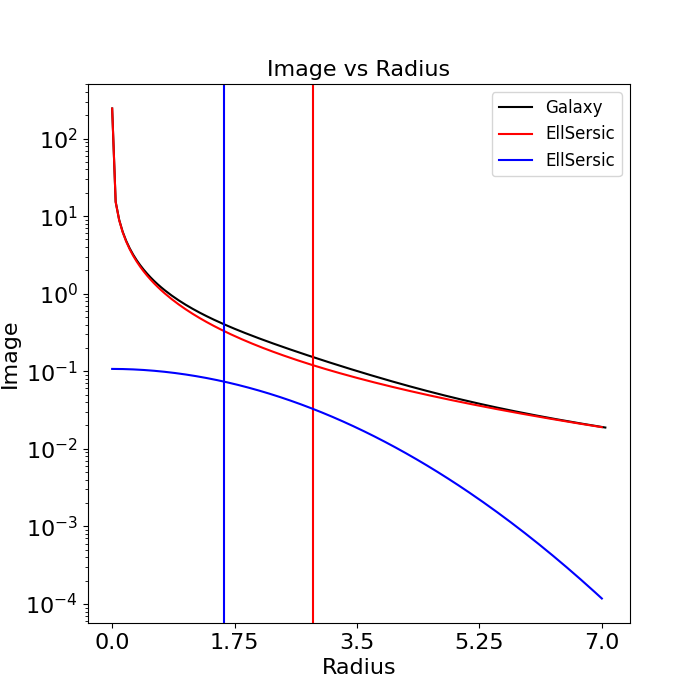 Image vs Radius
Galaxy
EllSersic
EllSersic
Image
10^2
10^1
10^0
10^-1
10^-2
10^-3
10^-4
0.0 1.75 3.5 5.25 7.0
Radius